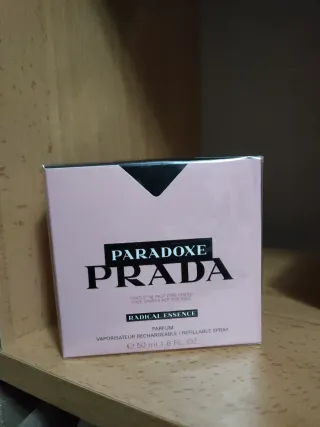 PARADOXE
PRADA
RADICAL ESSENCE
PARFUM
VAPORISATEUR RECHARGEABLE / REFILLABLE SPRAY
℮ 50 mL 1.6 FL. OZ.